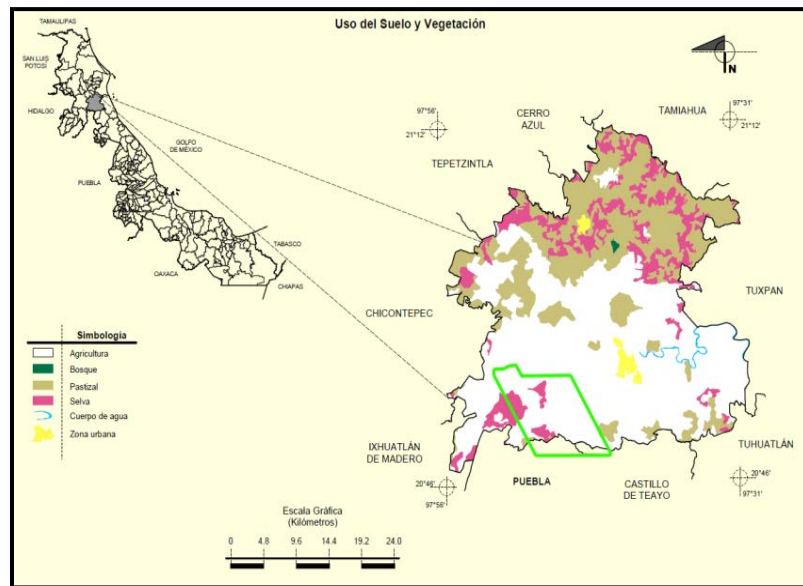 Uso del Suelo y Vegetación
TAMAULIPAS
SAN LUIS
POTOSÍ
HIDALGO
GOLFO
DE MÉXICO
PUEBLA
TABASCO
OAXACA
CHIAPAS
N
97°56'
21°12'
CERRO
AZUL
TAMIAHUA
97°31'
21°12'
TEPETZINTLA
CHICONTEPEC
TUXPAN
IXHUATLÁN
DE MADERO
TUHUATLÁN
20°46'
97°56'
PUEBLA
CASTILLO
DE TEAYO
20°46'
97°31'
Simbología
Agricultura
Bosque
Pastizal
Selva
Cuerpo de agua
Zona urbana
Escala Gráfica
(Kilómetros)
0 4.8 9.6 14.4 19.2 24.0